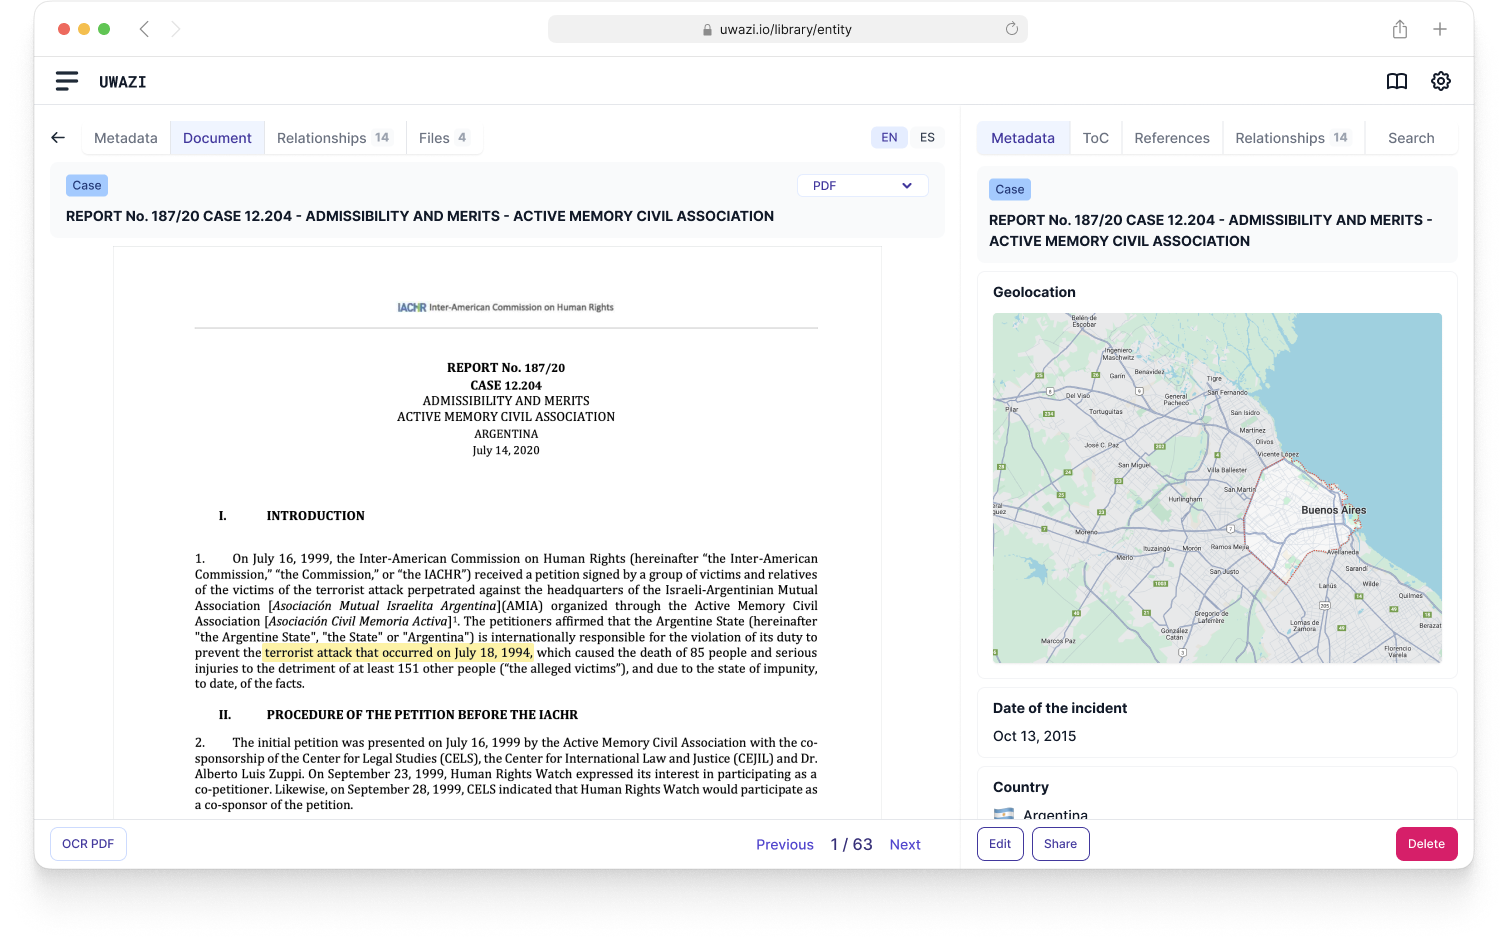 uwazi.io/library/entity
UWAZI
Metadata
Document
Relationships 14
Files 4
EN
ES
Case
PDF
REPORT No. 187/20 CASE 12.204 - ADMISSIBILITY AND MERITS - ACTIVE MEMORY CIVIL ASSOCIATION
IACHR Inter-American Commission on Human Rights
REPORT No. 187/20
CASE 12.204
ADMISSIBILITY AND MERITS
ACTIVE MEMORY CIVIL ASSOCIATION
ARGENTINA
July 14, 2020
I. INTRODUCTION
1. On July 16, 1999, the Inter-American Commission on Human Rights (hereinafter “the Inter-American
Commission,” “the Commission,” or “the IACHR”) received a petition signed by a group of victims and relatives
of the victims of the terrorist attack perpetrated against the headquarters of the Israeli-Argentinian Mutual
Association [Asociación Mutual Israelita Argentina](AMIA) organized through the Active Memory Civil
Association [Asociación Civil Memoria Activa]¹. The petitioners affirmed that the Argentine State (hereinafter
"the Argentine State", "the State" or "Argentina") is internationally responsible for the violation of its duty to
prevent the terrorist attack that occurred on July 18, 1994, which caused the death of 85 people and serious
injuries to the detriment of at least 151 other people (“the alleged victims”), and due to the state of impunity,
to date, of the facts.
II. PROCEDURE OF THE PETITION BEFORE THE IACHR
2. The initial petition was presented on July 16, 1999 by the Active Memory Civil Association with the co-
sponsorship of the Center for Legal Studies (CELS), the Center for International Law and Justice (CEJIL) and Dr.
Alberto Luis Zuppi. On September 23, 1999, Human Rights Watch expressed its interest in participating as a
co-petitioner. Likewise, on September 28, 1999, CELS indicated that Human Rights Watch would participate as
a co-sponsor of the petition.
OCR PDF
Previous
1 / 63
Next
Metadata
ToC
References
Relationships 14
Search
Case
REPORT No. 187/20 CASE 12.204 - ADMISSIBILITY AND MERITS -
ACTIVE MEMORY CIVIL ASSOCIATION
Geolocation
Belén de
Escobar
Ingeniero
Maschwitz
Garín
Benavidez
Tigre
8
9
Del Viso
General
Pacheco
San Fernando
Pilar
234
Tortuguitas
San Isidro
Martínez
José C. Paz
Olivos
Vicente López
San Miguel
Villa Ballester
San Martín
Hurlingham
Buenos Aires
7
Moreno
Ituzaingó
Morón
Ramos Mejía
Avellaneda
Merlo
San Justo
Sarandí
Lanús
Wilde
Quilmes
Gregorio de
Laferrère
205
Lomas de
Zamora
Berazat
González
Catán
Marcos Paz
3
Florencio Varela
Date of the incident
Oct 13, 2015
Country
Argentina
Edit
Share
Delete